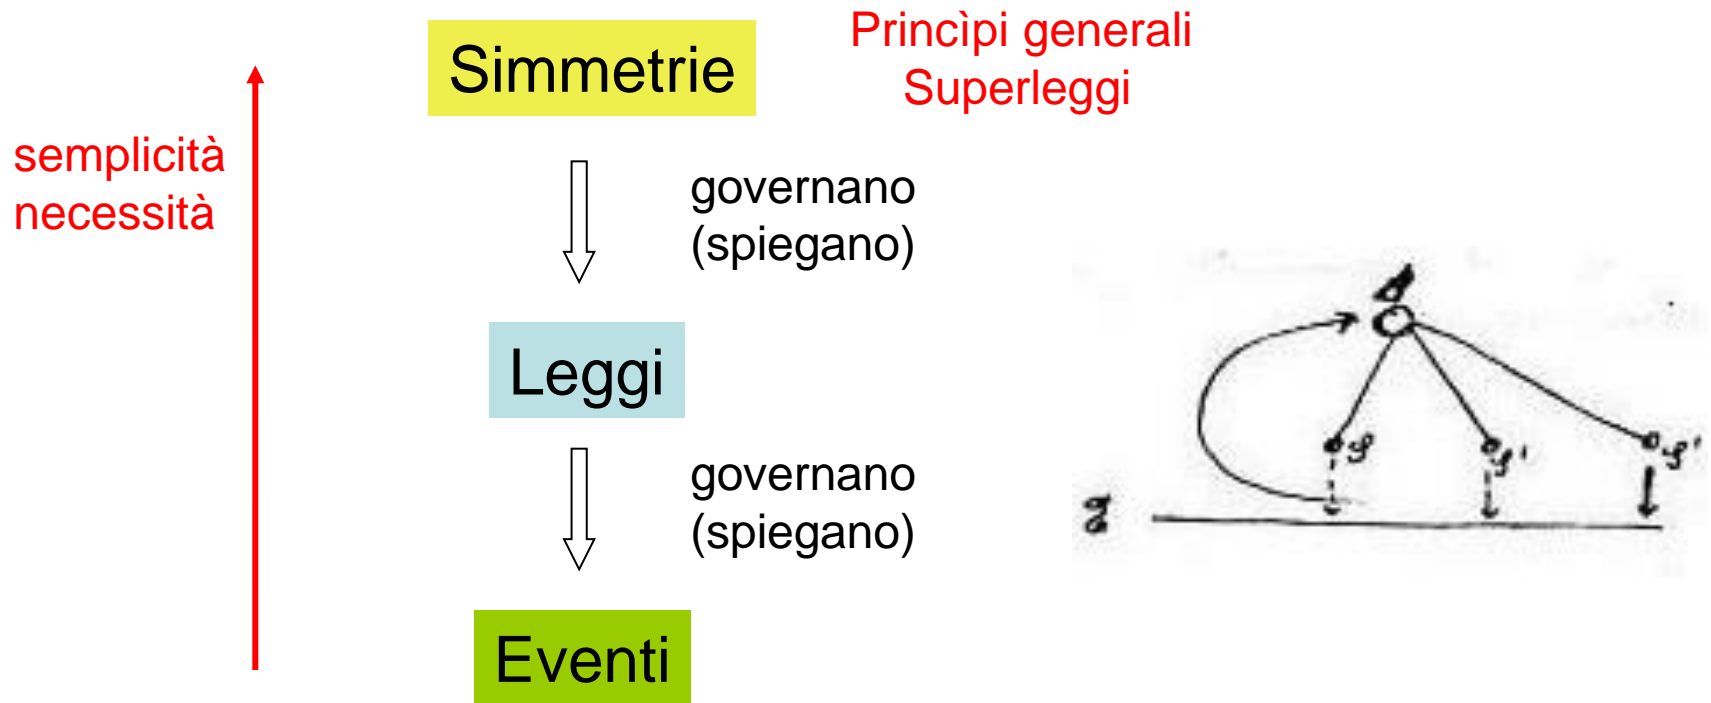 Princìpi generali
Superleggi
Simmetrie
semplicità
necessità
governano
(spiegano)
Leggi
governano
(spiegano)
Eventi